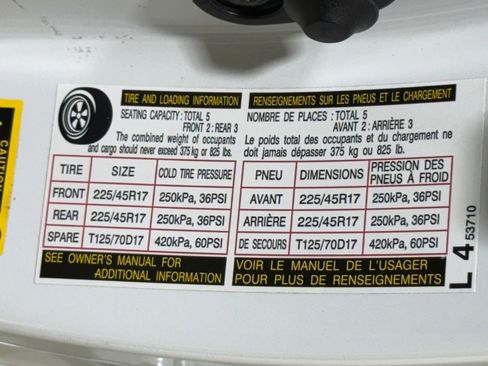 TIRE AND LOADING INFORMATION
SEATING CAPACITY : TOTAL 5
FRONT 2 : REAR 3
The combined weight of occupants
and cargo should never exceed 375 kg or 825 lbs.
TIRE SIZE COLD TIRE PRESSURE
FRONT 225/45R17 250kPa, 36PSI
REAR 225/45R17 250kPa, 36PSI
SPARE T125/70D17 420kPa, 60PSI
SEE OWNER'S MANUAL FOR
ADDITIONAL INFORMATION
RENSEIGNEMENTS SUR LES PNEUS ET LE CHARGEMENT
NOMBRE DE PLACES : TOTAL 5
AVANT 2 : ARRIÈRE 3
Le poids total des occupants et du chargement ne
doit jamais dépasser 375 kg ou 825 lb.
PNEU DIMENSIONS PRESSION DES
PNEUS À FROID
AVANT 225/45R17 250kPa, 36PSI
ARRIÈRE 225/45R17 250kPa, 36PSI
DE SECOURS T125/70D17 420kPa, 60PSI
VOIR LE MANUEL DE L'USAGER
POUR PLUS DE RENSEIGNEMENTS
L 4 53710
CAUTION